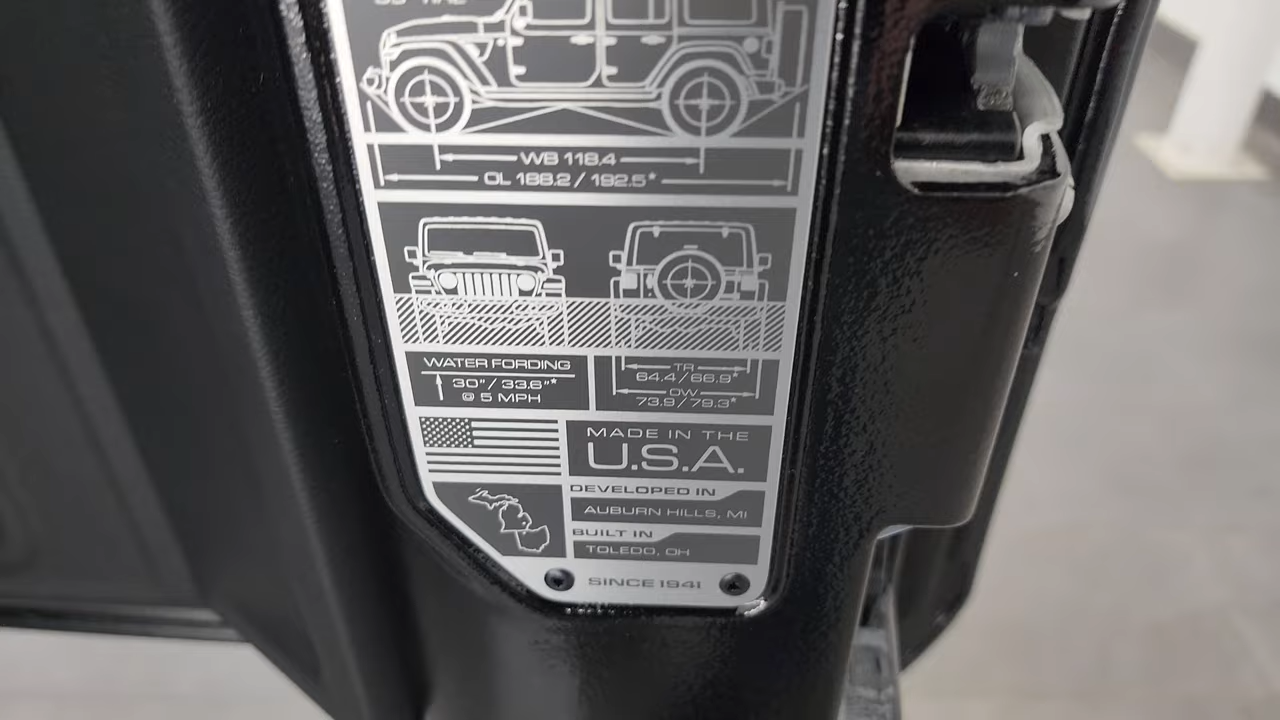 WB 118.4
OL 188.2 / 192.5*
WATER FORDING
30" / 33.6"*
@ 5 MPH
TR
64.4 / 66.9*
OW
73.9 / 79.3*
MADE IN THE
U.S.A.
DEVELOPED IN
AUBURN HILLS, MI
BUILT IN
TOLEDO, OH
SINCE 1941